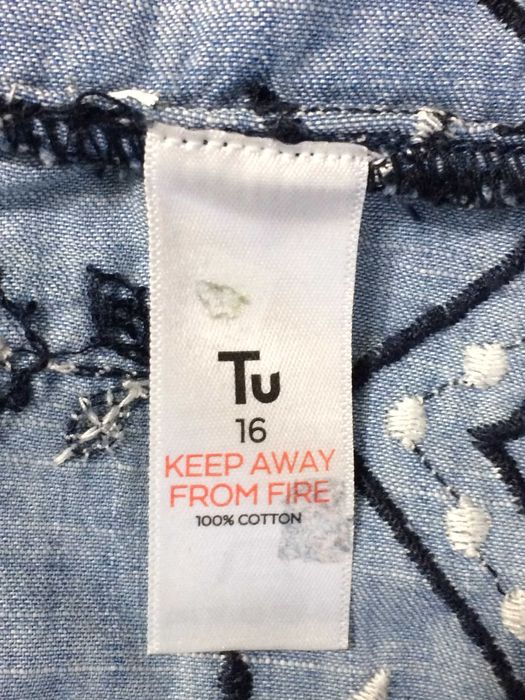 Tu
16
KEEP AWAY
FROM FIRE
100% COTTON